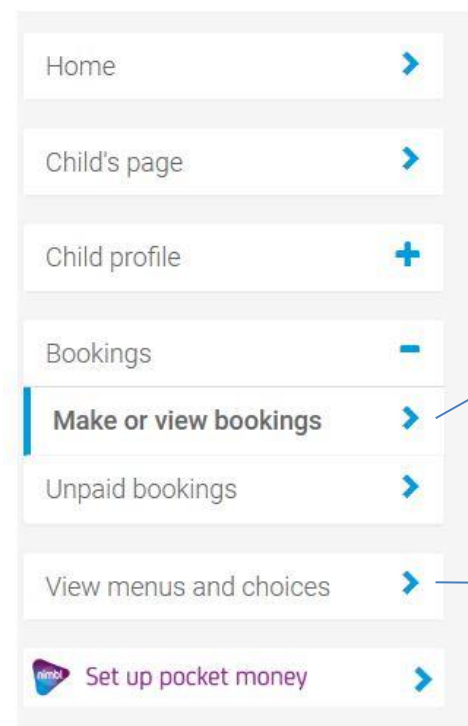 Home
Child's page
Child profile
Bookings
Make or view bookings
Unpaid bookings
View menus and choices
nimbl Set up pocket money